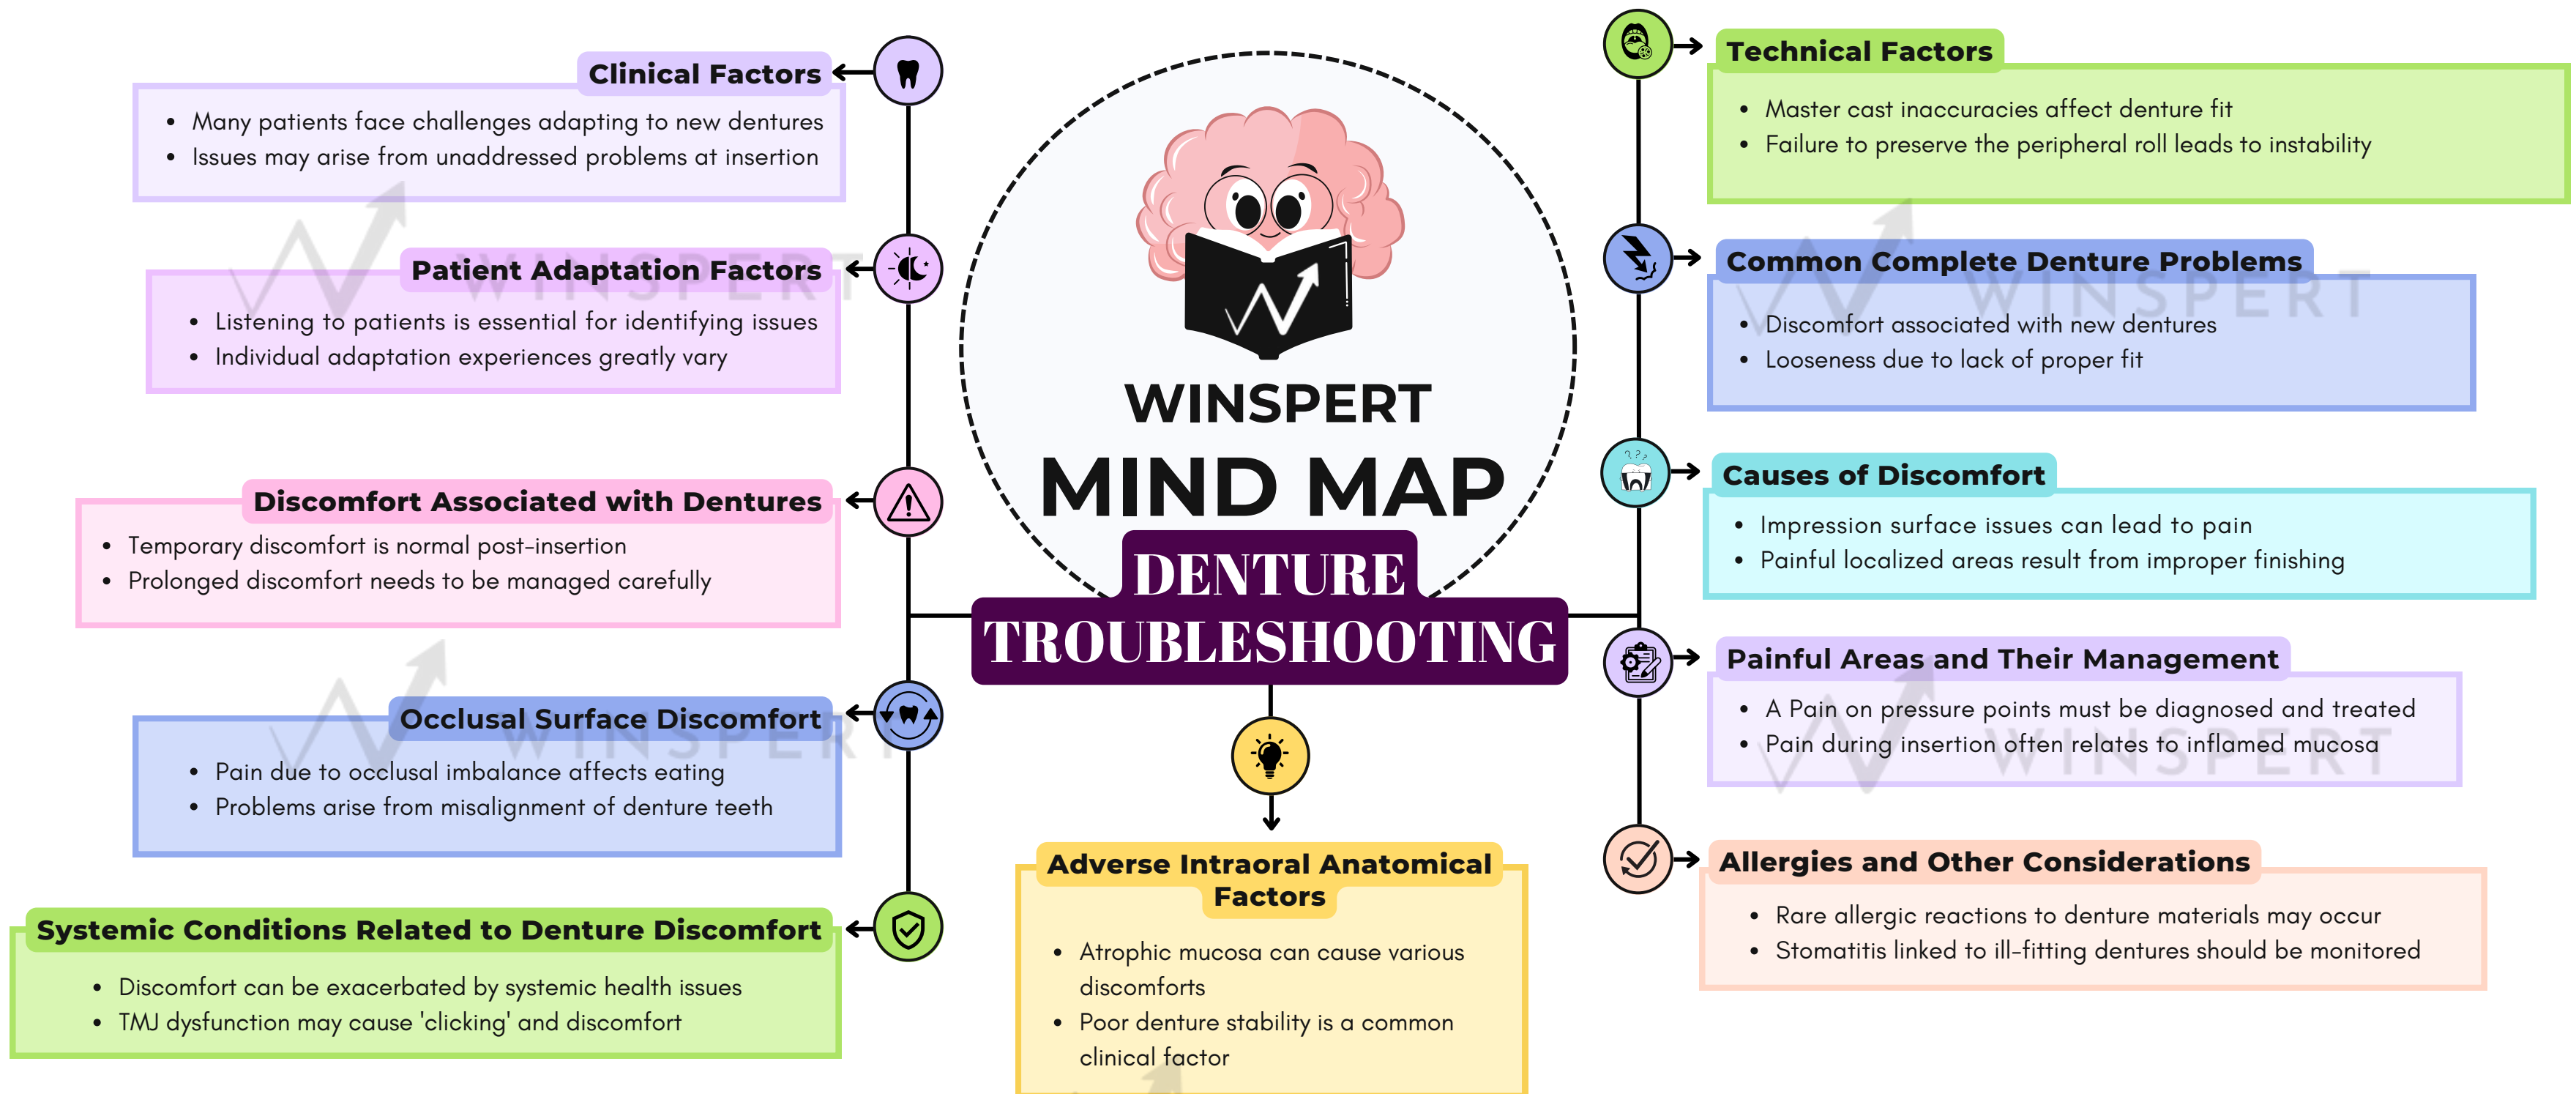 Clinical Factors
• Many patients face challenges adapting to new dentures
• Issues may arise from unaddressed problems at insertion
Patient Adaptation Factors
• Listening to patients is essential for identifying issues
• Individual adaptation experiences greatly vary
Discomfort Associated with Dentures
• Temporary discomfort is normal post-insertion
• Prolonged discomfort needs to be managed carefully
Occlusal Surface Discomfort
• Pain due to occlusal imbalance affects eating
• Problems arise from misalignment of denture teeth
Systemic Conditions Related to Denture Discomfort
• Discomfort can be exacerbated by systemic health issues
• TMJ dysfunction may cause 'clicking' and discomfort
WINSPERT
MIND MAP
DENTURE
TROUBLESHOOTING
Adverse Intraoral Anatomical
Factors
• Atrophic mucosa can cause various
discomforts
• Poor denture stability is a common
clinical factor
Technical Factors
• Master cast inaccuracies affect denture fit
• Failure to preserve the peripheral roll leads to instability
Common Complete Denture Problems
• Discomfort associated with new dentures
• Looseness due to lack of proper fit
Causes of Discomfort
• Impression surface issues can lead to pain
• Painful localized areas result from improper finishing
Painful Areas and Their Management
• A Pain on pressure points must be diagnosed and treated
• Pain during insertion often relates to inflamed mucosa
Allergies and Other Considerations
• Rare allergic reactions to denture materials may occur
• Stomatitis linked to ill-fitting dentures should be monitored
WINSPERT
WINSPERT
WINSPERT
WINSPERT